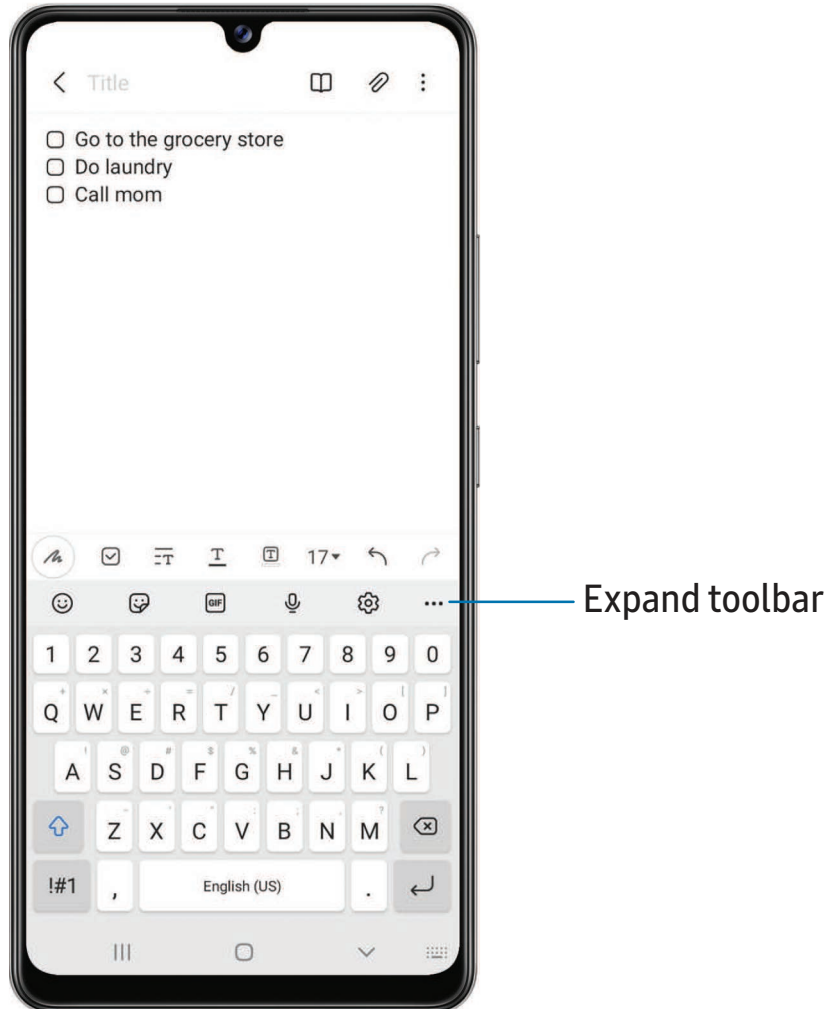 Title
Go to the grocery store
Do laundry
Call mom
T T T 17
GIF
Expand toolbar
1 2 3 4 5 6 7 8 9 0
+ × ÷ = / _ < > [ ]
Q W E R T Y U I O P
! @ # $ % & * ( )
A S D F G H J K L
- ' " : ; , ?
Z X C V B N M
!#1 , English (US) .